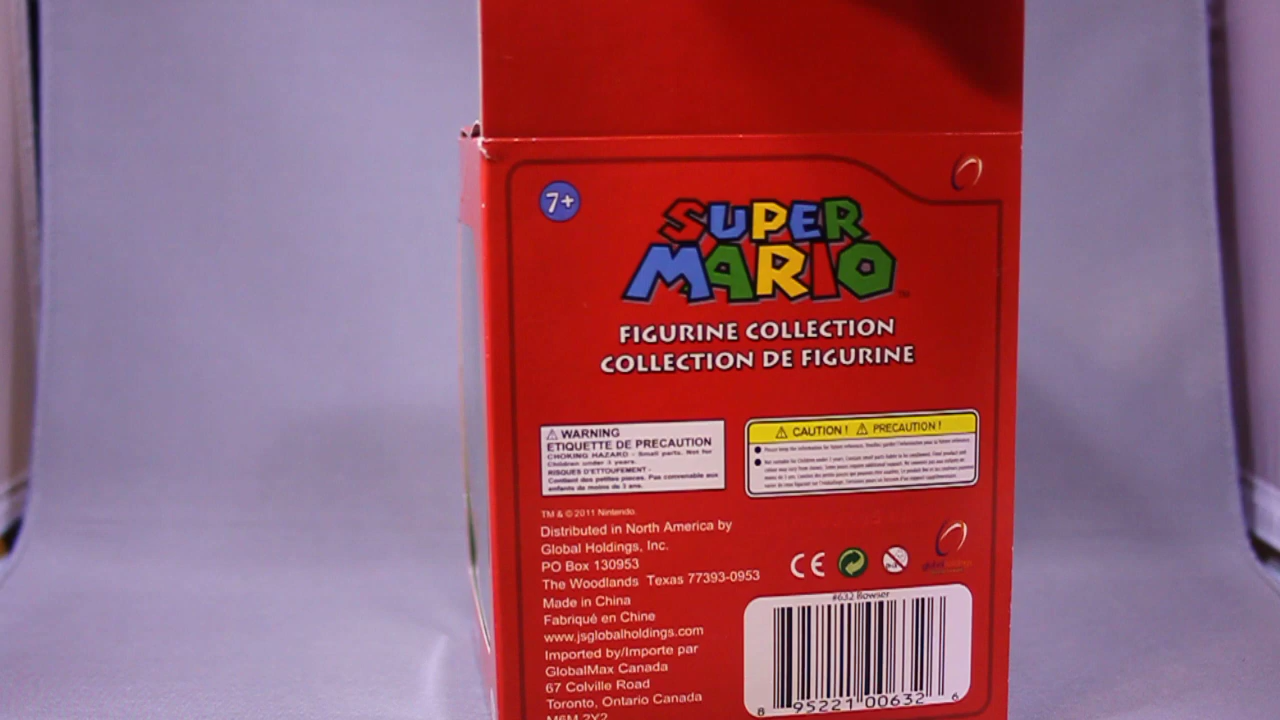 7+
SUPER
MARIO
TM
FIGURINE COLLECTION
COLLECTION DE FIGURINE
WARNING
ETIQUETTE DE PRECAUTION
CHOKING HAZARD - Small parts. Not for
Children under 3 years.
RISQUES D'ETTOUFEMENT -
Contient des petites pieces. Pas convenable aux
enfants de moins de 3 ans.
CAUTION ! PRECAUTION !
TM & © 2011 Nintendo.
Distributed in North America by
Global Holdings, Inc.
PO Box 130953
The Woodlands Texas 77393-0953
Made in China
Fabriqué en Chine
www.jsglobalholdings.com
Imported by/Importe par
GlobalMax Canada
67 Colville Road
Toronto, Ontario Canada
M6M 2Y2
CE
#632 Bowser
8 95221 00632 6